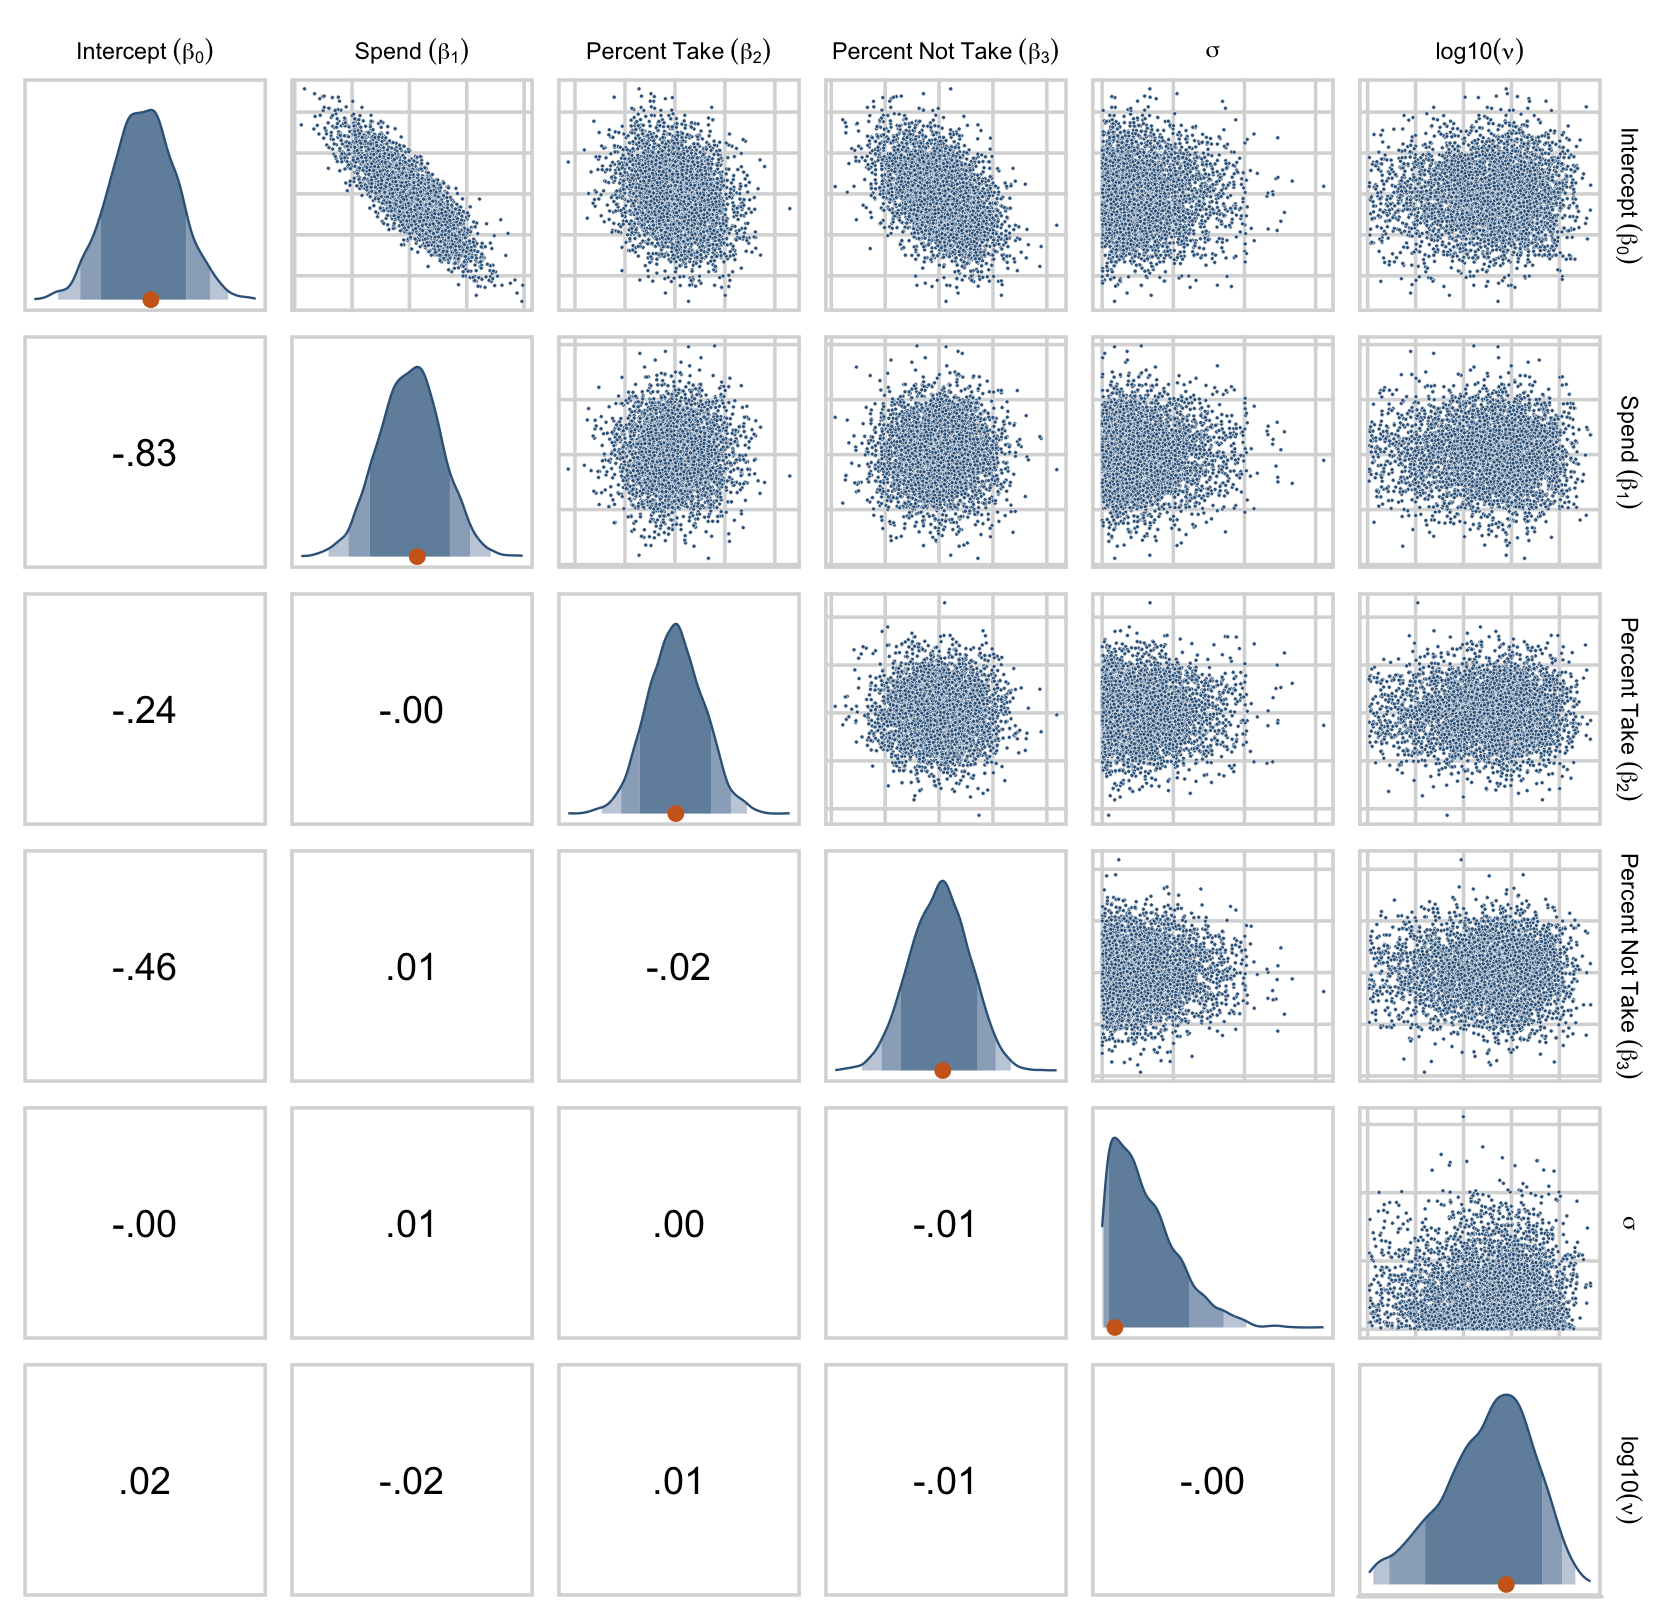 Intercept (β0) Spend (β1) Percent Take (β2) Percent Not Take (β3) σ log10(ν)
Intercept (β0)
-.83
Spend (β1)
-.24 -.00
Percent Take (β2)
-.46 .01 -.02
Percent Not Take (β3)
-.00 .01 .00 -.01
σ
.02 -.02 .01 -.01 -.00
log10(ν)